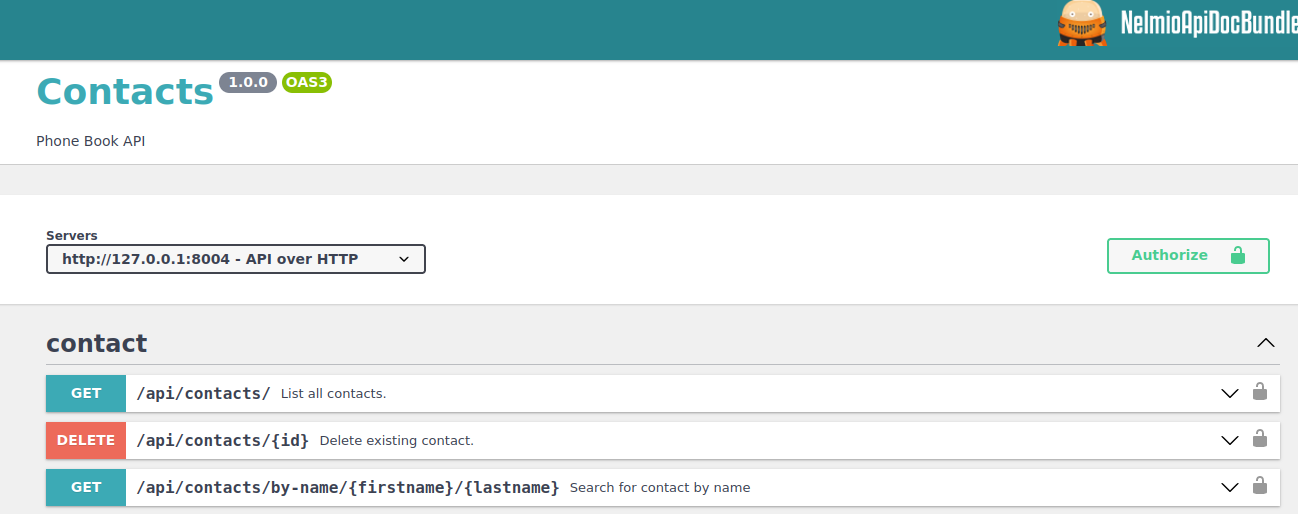 NelmioApiDocBundle
Contacts 1.0.0 OAS3
Phone Book API
Servers
http://127.0.0.1:8004 - API over HTTP
Authorize
contact
GET /api/contacts/ List all contacts.
DELETE /api/contacts/{id} Delete existing contact.
GET /api/contacts/by-name/{firstname}/{lastname} Search for contact by name